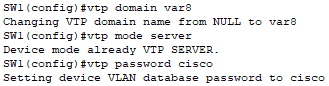 SW1(config)#vtp domain var8
Changing VTP domain name from NULL to var8
SW1(config)#vtp mode server
Device mode already VTP SERVER.
SW1(config)#vtp password cisco
Setting device VLAN database password to cisco